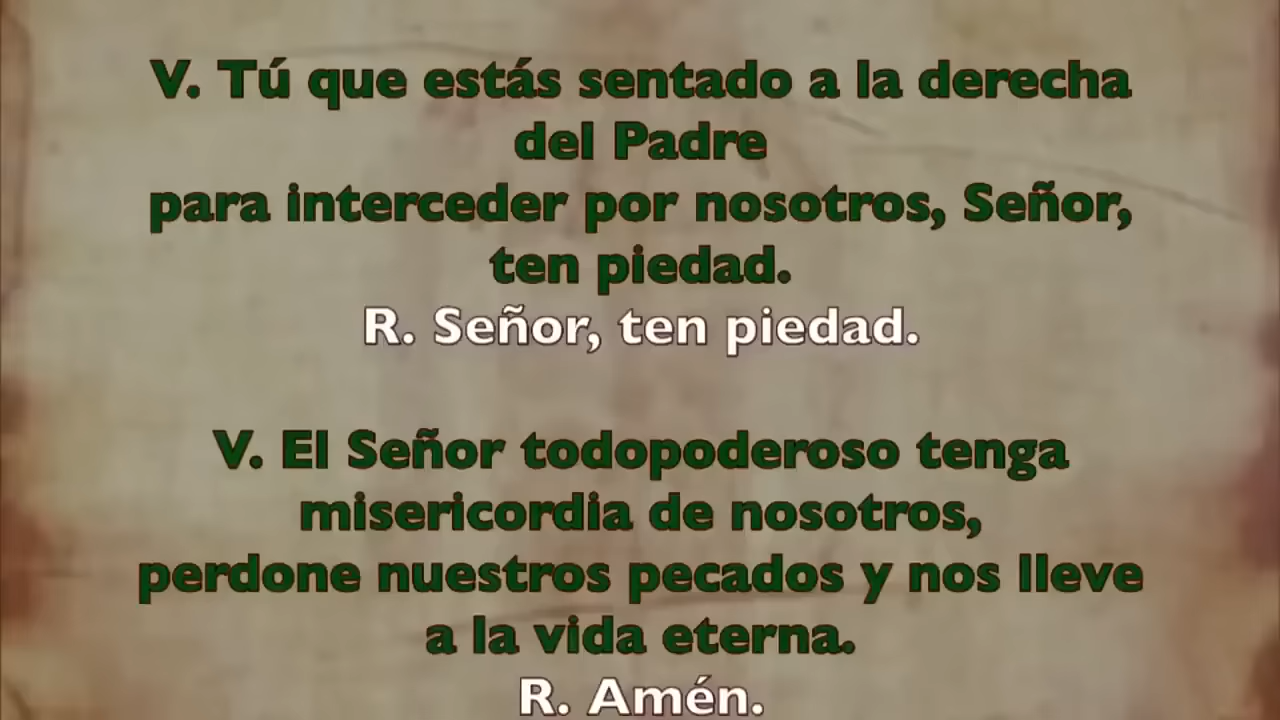 V. Tú que estás sentado a la derecha
del Padre
para interceder por nosotros, Señor,
ten piedad.
R. Señor, ten piedad.
V. El Señor todopoderoso tenga
misericordia de nosotros,
perdone nuestros pecados y nos lleve
a la vida eterna.
R. Amén.